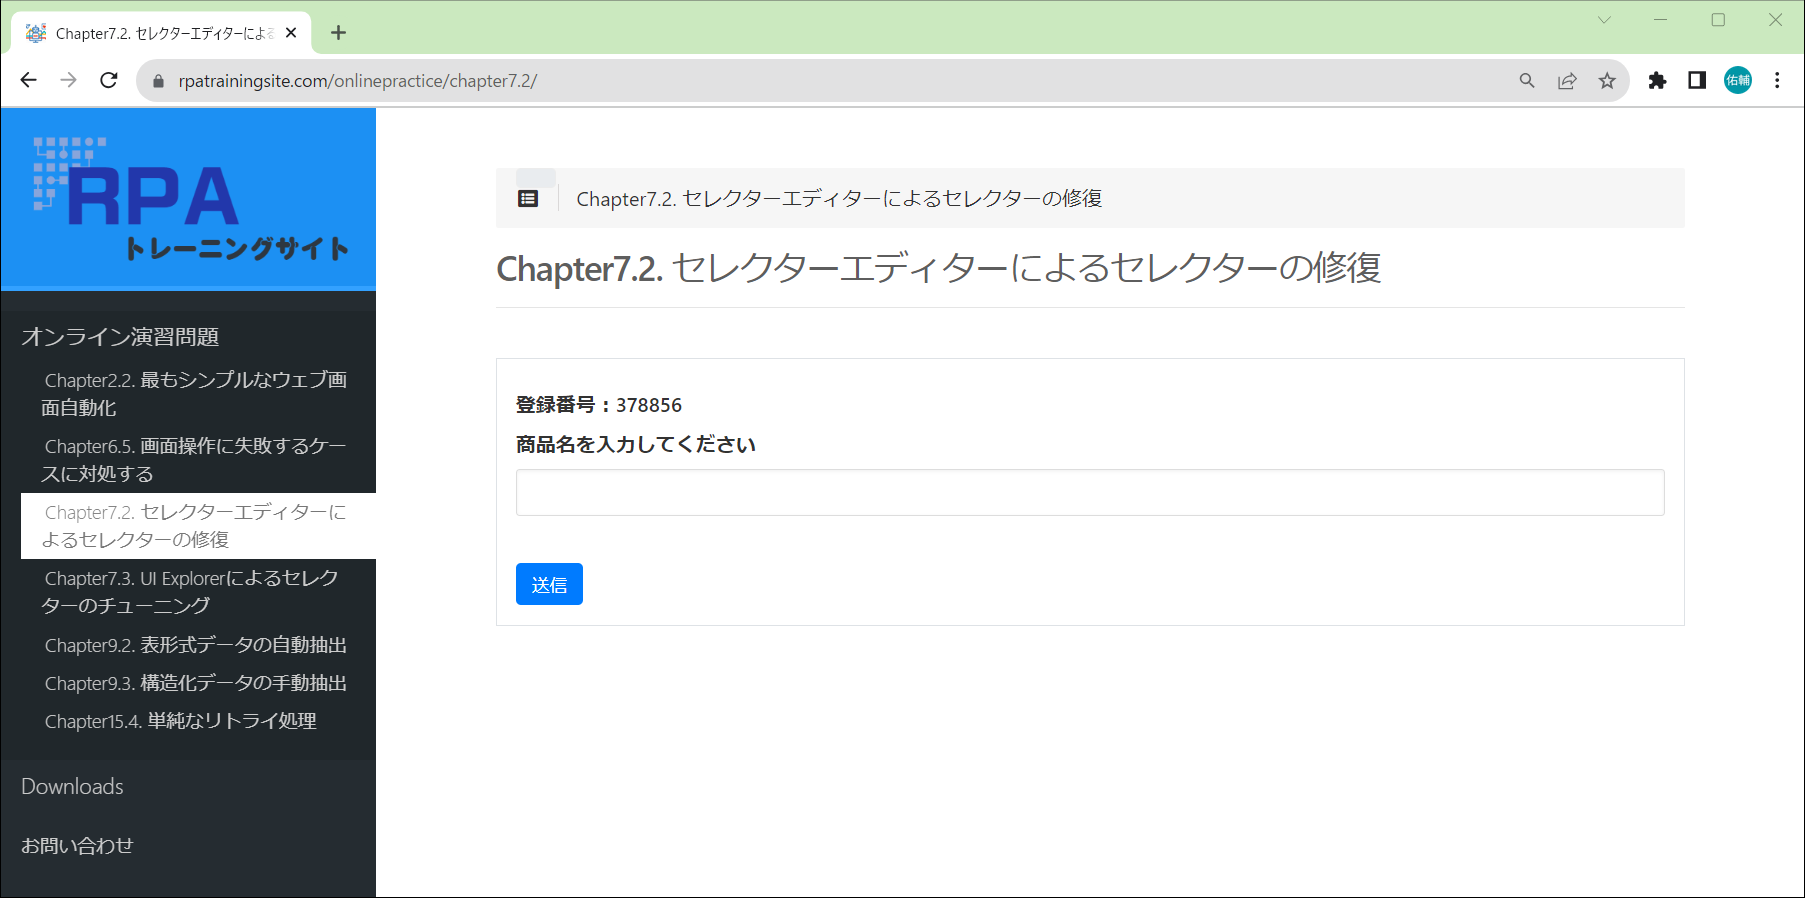 Chapter7.2. セレクターエディターによる
rpatrainingsite.com/onlinepractice/chapter7.2/
佑輔
RPA
トレーニングサイト
オンライン演習問題
Chapter2.2. 最もシンプルなウェブ画
面自動化
Chapter6.5. 画面操作に失敗するケー
スに対処する
Chapter7.2. セレクターエディターに
よるセレクターの修復
Chapter7.3. UI Explorerによるセレク
ターのチューニング
Chapter9.2. 表形式データの自動抽出
Chapter9.3. 構造化データの手動抽出
Chapter15.4. 単純なリトライ処理
Downloads
お問い合わせ
Chapter7.2. セレクターエディターによるセレクターの修復
Chapter7.2. セレクターエディターによるセレクターの修復
登録番号：378856
商品名を入力してください
送信